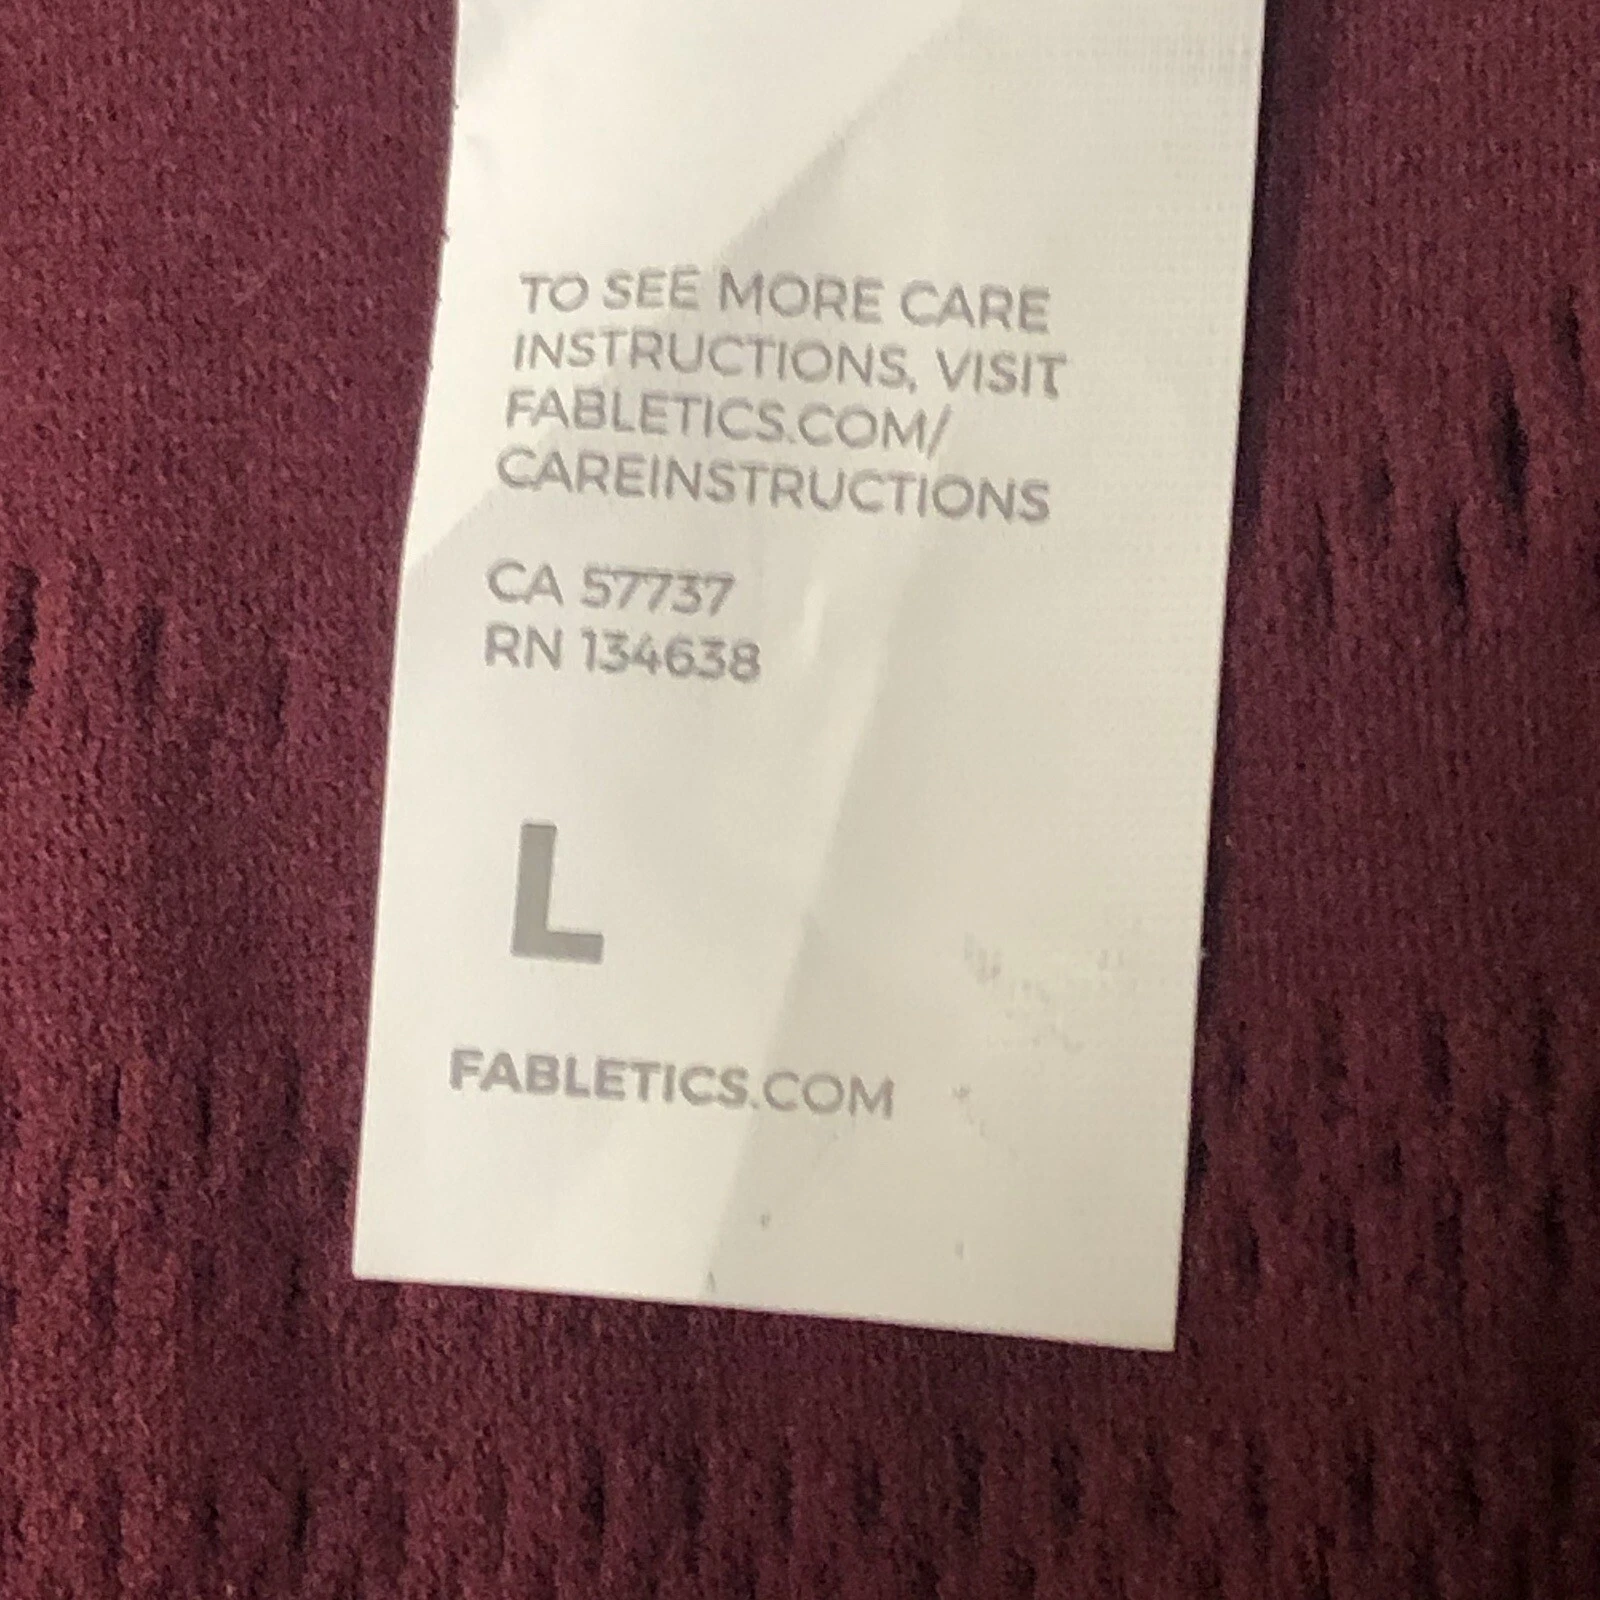 TO SEE MORE CARE
INSTRUCTIONS, VISIT
FABLETICS.COM/
CAREINSTRUCTIONS
CA 57737
RN 134638
L
FABLETICS.COM